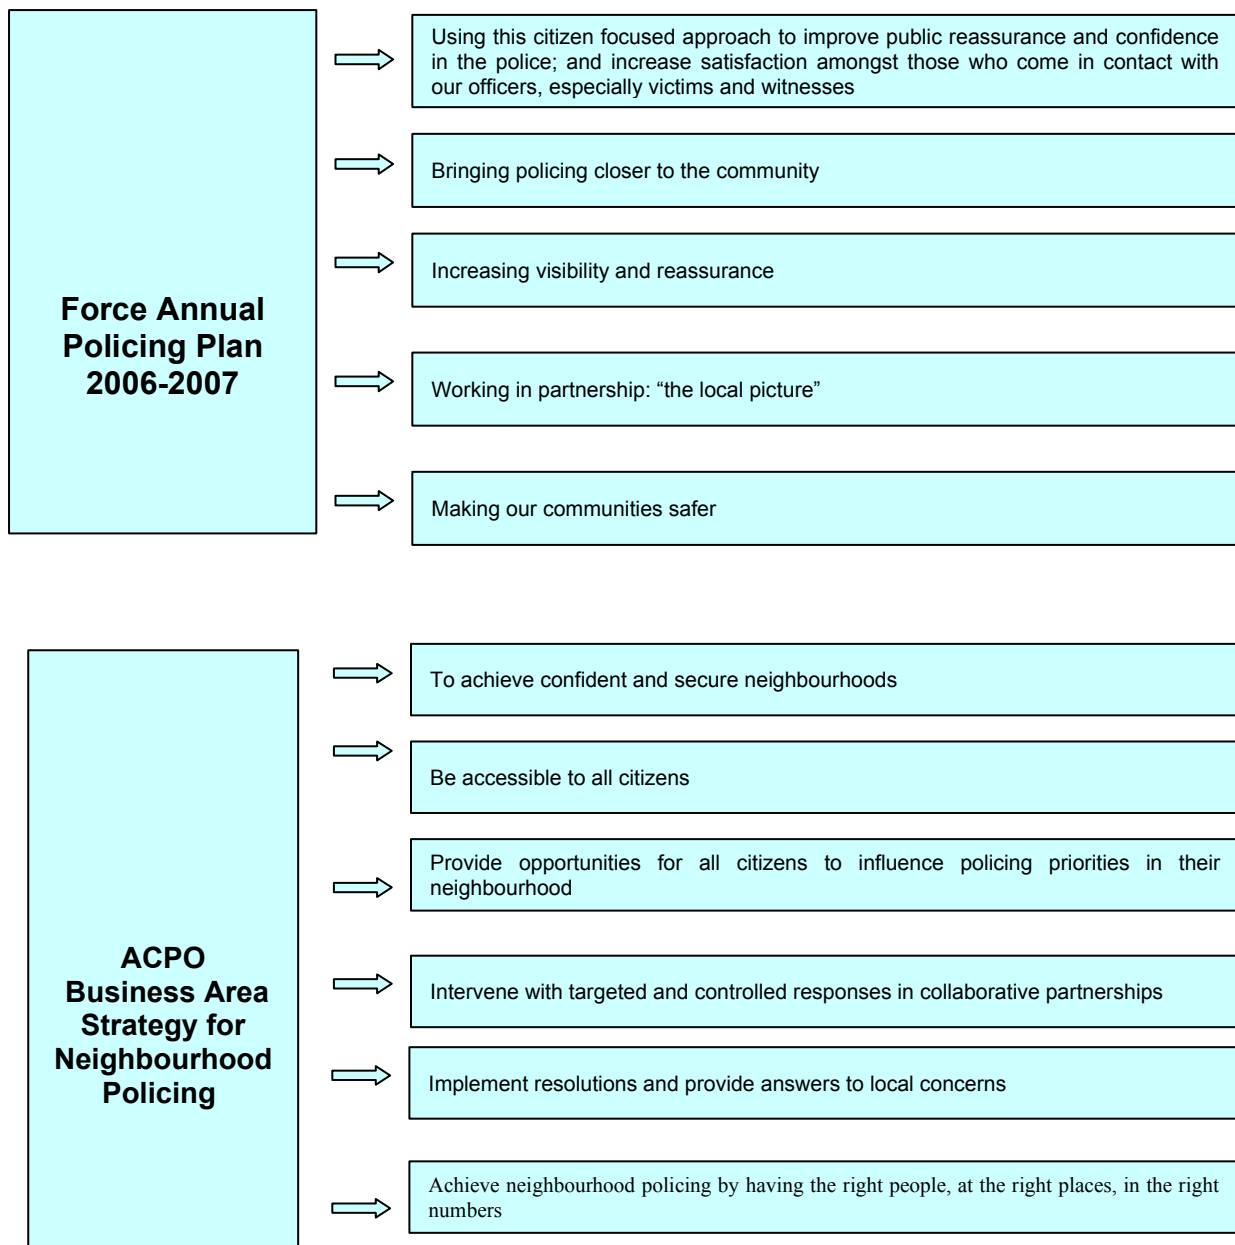 Force Annual
Policing Plan
2006-2007
Using this citizen focused approach to improve public reassurance and confidence
in the police; and increase satisfaction amongst those who come in contact with
our officers, especially victims and witnesses
Bringing policing closer to the community
Increasing visibility and reassurance
Working in partnership: “the local picture”
Making our communities safer
ACPO
Business Area
Strategy for
Neighbourhood
Policing
To achieve confident and secure neighbourhoods
Be accessible to all citizens
Provide opportunities for all citizens to influence policing priorities in their
neighbourhood
Intervene with targeted and controlled responses in collaborative partnerships
Implement resolutions and provide answers to local concerns
Achieve neighbourhood policing by having the right people, at the right places, in the right
numbers